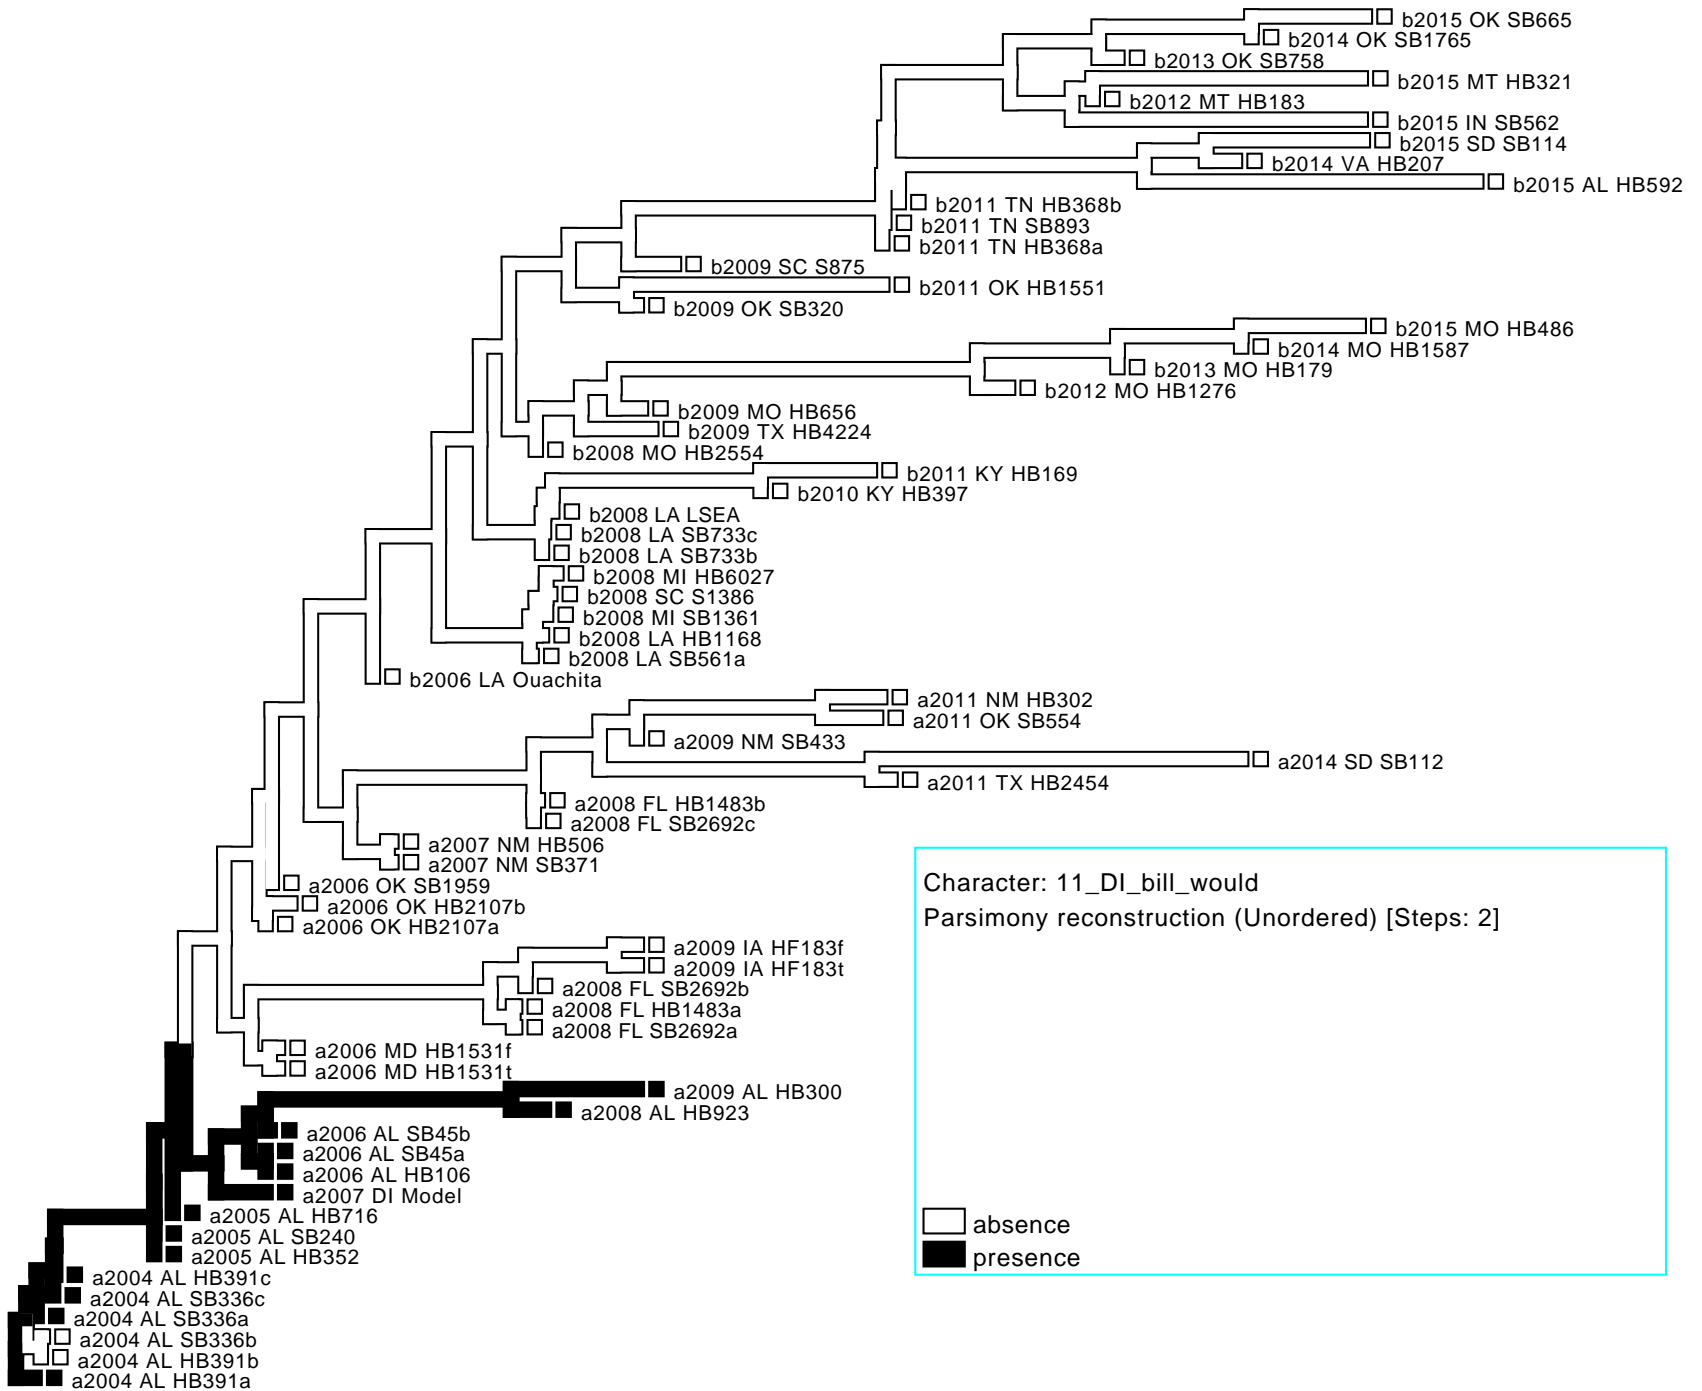 b2015 OK SB665
b2014 OK SB1765
b2013 OK SB758
b2015 MT HB321
b2012 MT HB183
b2015 IN SB562
b2015 SD SB114
b2014 VA HB207
b2015 AL HB592
b2011 TN HB368b
b2011 TN SB893
b2011 TN HB368a
b2009 SC S875
b2011 OK HB1551
b2009 OK SB320
b2015 MO HB486
b2014 MO HB1587
b2013 MO HB179
b2012 MO HB1276
b2009 MO HB656
b2009 TX HB4224
b2008 MO HB2554
b2011 KY HB169
b2010 KY HB397
b2008 LA LSEA
b2008 LA SB733c
b2008 LA SB733b
b2008 MI HB6027
b2008 SC S1386
b2008 MI SB1361
b2008 LA HB1168
b2008 LA SB561a
b2006 LA Ouachita
a2011 NM HB302
a2011 OK SB554
a2009 NM SB433
a2014 SD SB112
a2011 TX HB2454
a2008 FL HB1483b
a2008 FL SB2692c
a2007 NM HB506
a2007 NM SB371
a2006 OK SB1959
a2006 OK HB2107b
a2006 OK HB2107a
a2009 IA HF183f
a2009 IA HF183t
a2008 FL SB2692b
a2008 FL HB1483a
a2008 FL SB2692a
a2006 MD HB1531f
a2006 MD HB1531t
a2009 AL HB300
a2008 AL HB923
a2006 AL SB45b
a2006 AL SB45a
a2006 AL HB106
a2007 DI Model
a2005 AL HB716
a2005 AL SB240
a2005 AL HB352
a2004 AL HB391c
a2004 AL SB336c
a2004 AL SB336a
a2004 AL SB336b
a2004 AL HB391b
a2004 AL HB391a
Character: 11_DI_bill_would
Parsimony reconstruction (Unordered) [Steps: 2]
absence
presence